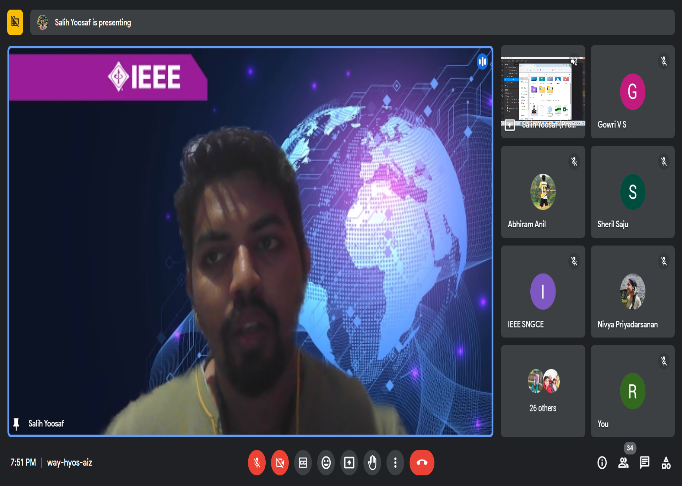 Salih Yoosaf is presenting
IEEE
Salih Yoosaf
Gowri V S
Abhiram Anil
Sheril Saju
I
IEEE SNGCE
Nivya Priyadarsanan
26 others
You
G
S
R
7:51 PM | way-hyos-aiz
34